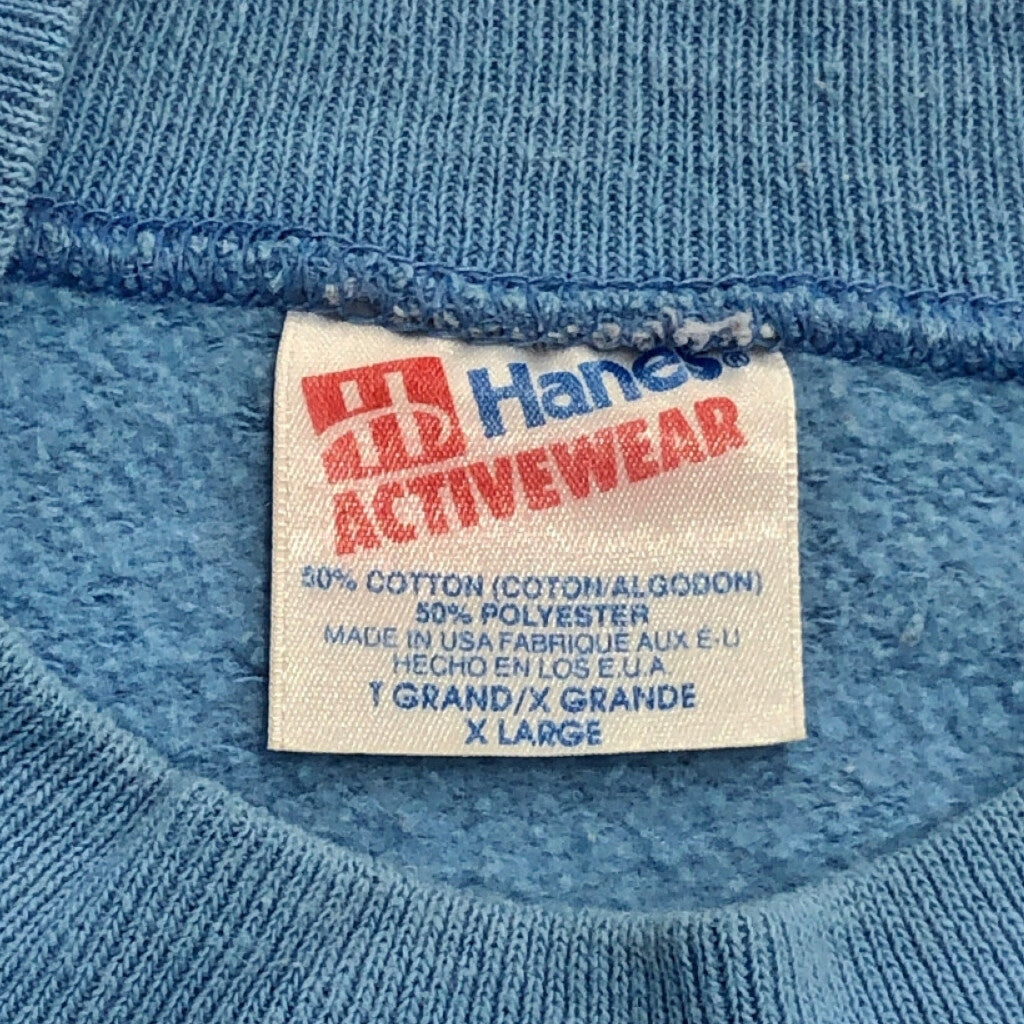 Hanes®
ACTIVEWEAR
50% COTTON (COTON/ALGODON)
50% POLYESTER
MADE IN USA FABRIQUE AUX E-U
HECHO EN LOS E.U.A
T GRAND/X GRANDE
X LARGE